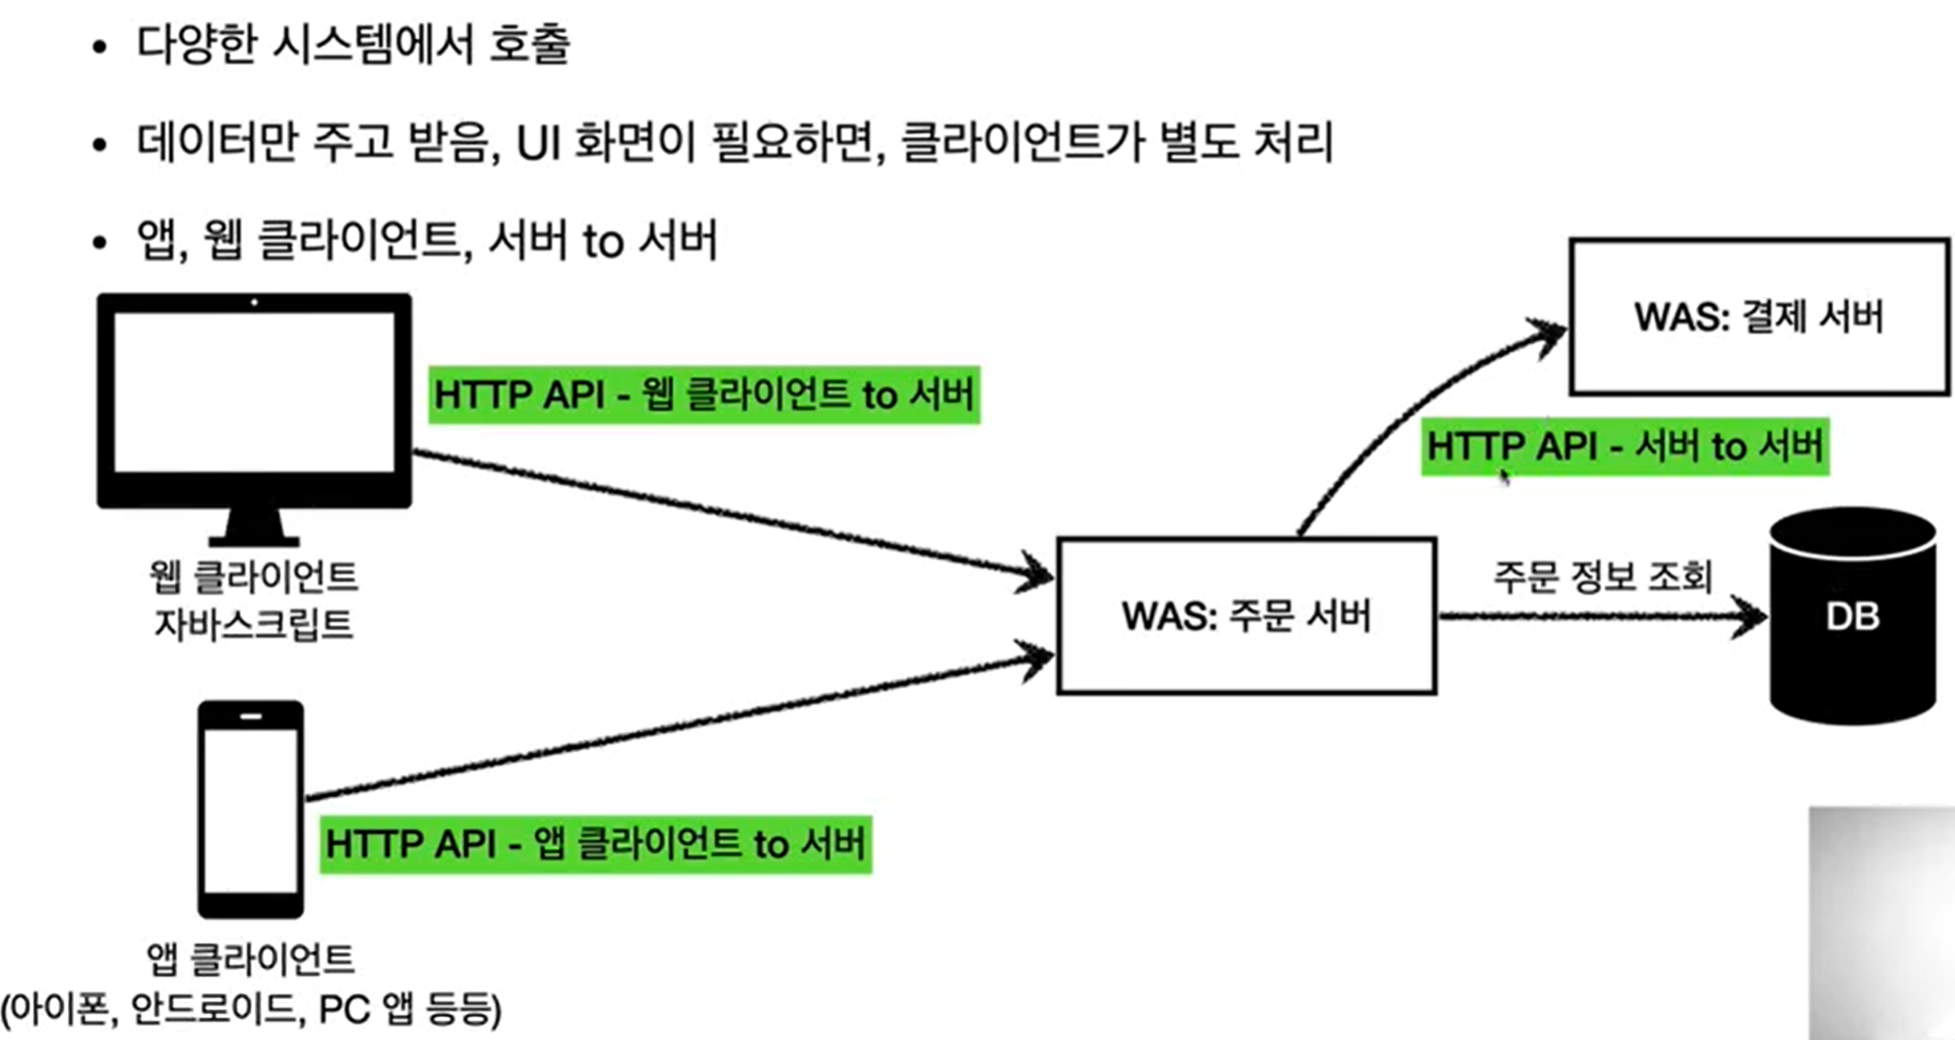 • 다양한 시스템에서 호출
• 데이터만 주고 받음, UI 화면이 필요하면, 클라이언트가 별도 처리
• 앱, 웹 클라이언트, 서버 to 서버
WAS: 결제 서버
HTTP API - 웹 클라이언트 to 서버
HTTP API - 서버 to 서버
웹 클라이언트
자바스크립트
주문 정보 조회
WAS: 주문 서버
DB
HTTP API - 앱 클라이언트 to 서버
앱 클라이언트
(아이폰, 안드로이드, PC 앱 등등)